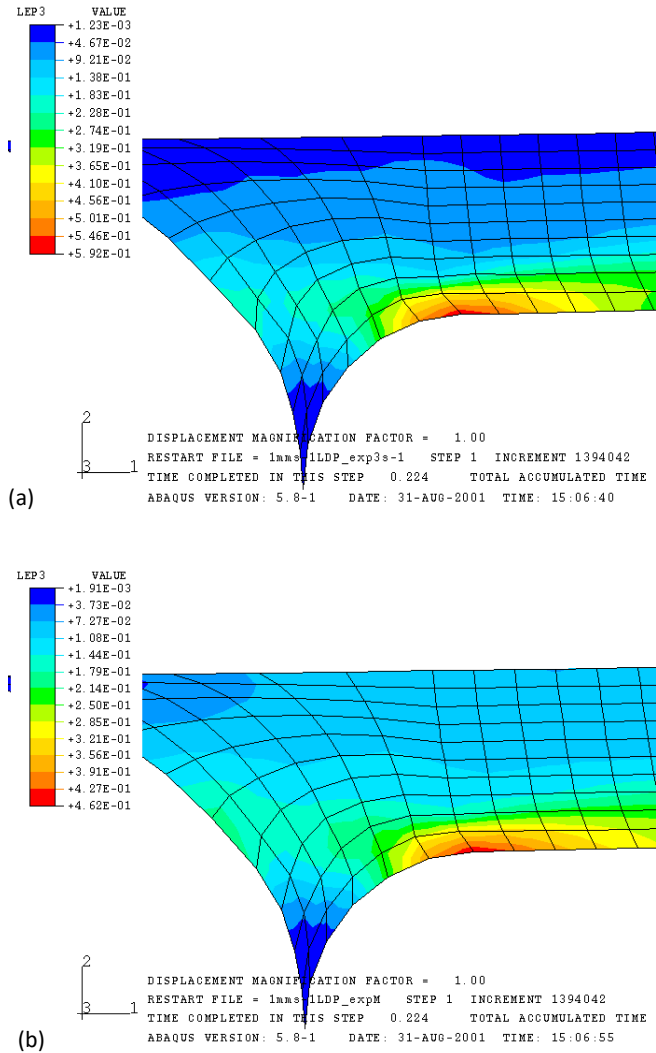 LEP3 VALUE
+1.23E-03
+4.67E-02
+9.21E-02
+1.38E-01
+1.83E-01
+2.28E-01
+2.74E-01
+3.19E-01
+3.65E-01
+4.10E-01
+4.56E-01
+5.01E-01
+5.46E-01
+5.92E-01
2
3 1
DISPLACEMENT MAGNIFICATION FACTOR = 1.00
RESTART FILE = 1mms 1LDP_exp3s-1 STEP 1 INCREMENT 1394042
TIME COMPLETED IN THIS STEP 0.224 TOTAL ACCUMULATED TIME
ABAQUS VERSION: 5.8-1 DATE: 31-AUG-2001 TIME: 15:06:40
(a)
LEP3 VALUE
+1.91E-03
+3.73E-02
+7.27E-02
+1.08E-01
+1.44E-01
+1.79E-01
+2.14E-01
+2.50E-01
+2.85E-01
+3.21E-01
+3.56E-01
+3.91E-01
+4.27E-01
+4.62E-01
2
3 1
DISPLACEMENT MAGNIFICATION FACTOR = 1.00
RESTART FILE = 1mms 1LDP_expM STEP 1 INCREMENT 1394042
TIME COMPLETED IN THIS STEP 0.224 TOTAL ACCUMULATED TIME
ABAQUS VERSION: 5.8-1 DATE: 31-AUG-2001 TIME: 15:06:55
(b)